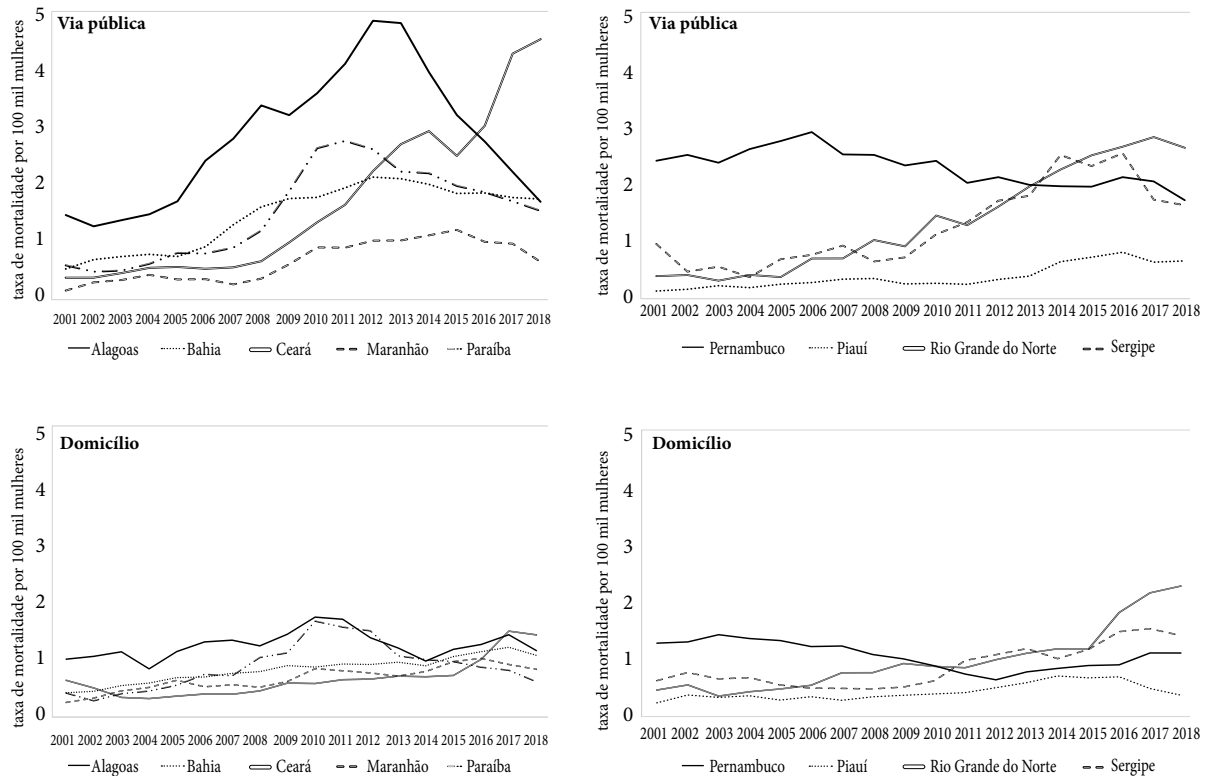 Via pública
taxa de mortalidade por 100 mil mulheres
5
4
3
2
1
0
2001 2002 2003 2004 2005 2006 2007 2008 2009 2010 2011 2012 2013 2014 2015 2016 2017 2018
Alagoas Bahia Ceará Maranhão Paraíba
Via pública
taxa de mortalidade por 100 mil mulheres
5
4
3
2
1
0
2001 2002 2003 2004 2005 2006 2007 2008 2009 2010 2011 2012 2013 2014 2015 2016 2017 2018
Pernambuco Piauí Rio Grande do Norte Sergipe
Domicílio
taxa de mortalidade por 100 mil mulheres
5
4
3
2
1
0
2001 2002 2003 2004 2005 2006 2007 2008 2009 2010 2011 2012 2013 2014 2015 2016 2017 2018
Alagoas Bahia Ceará Maranhão Paraíba
Domicílio
taxa de mortalidade por 100 mil mulheres
5
4
3
2
1
0
2001 2002 2003 2004 2005 2006 2007 2008 2009 2010 2011 2012 2013 2014 2015 2016 2017 2018
Pernambuco Piauí Rio Grande do Norte Sergipe